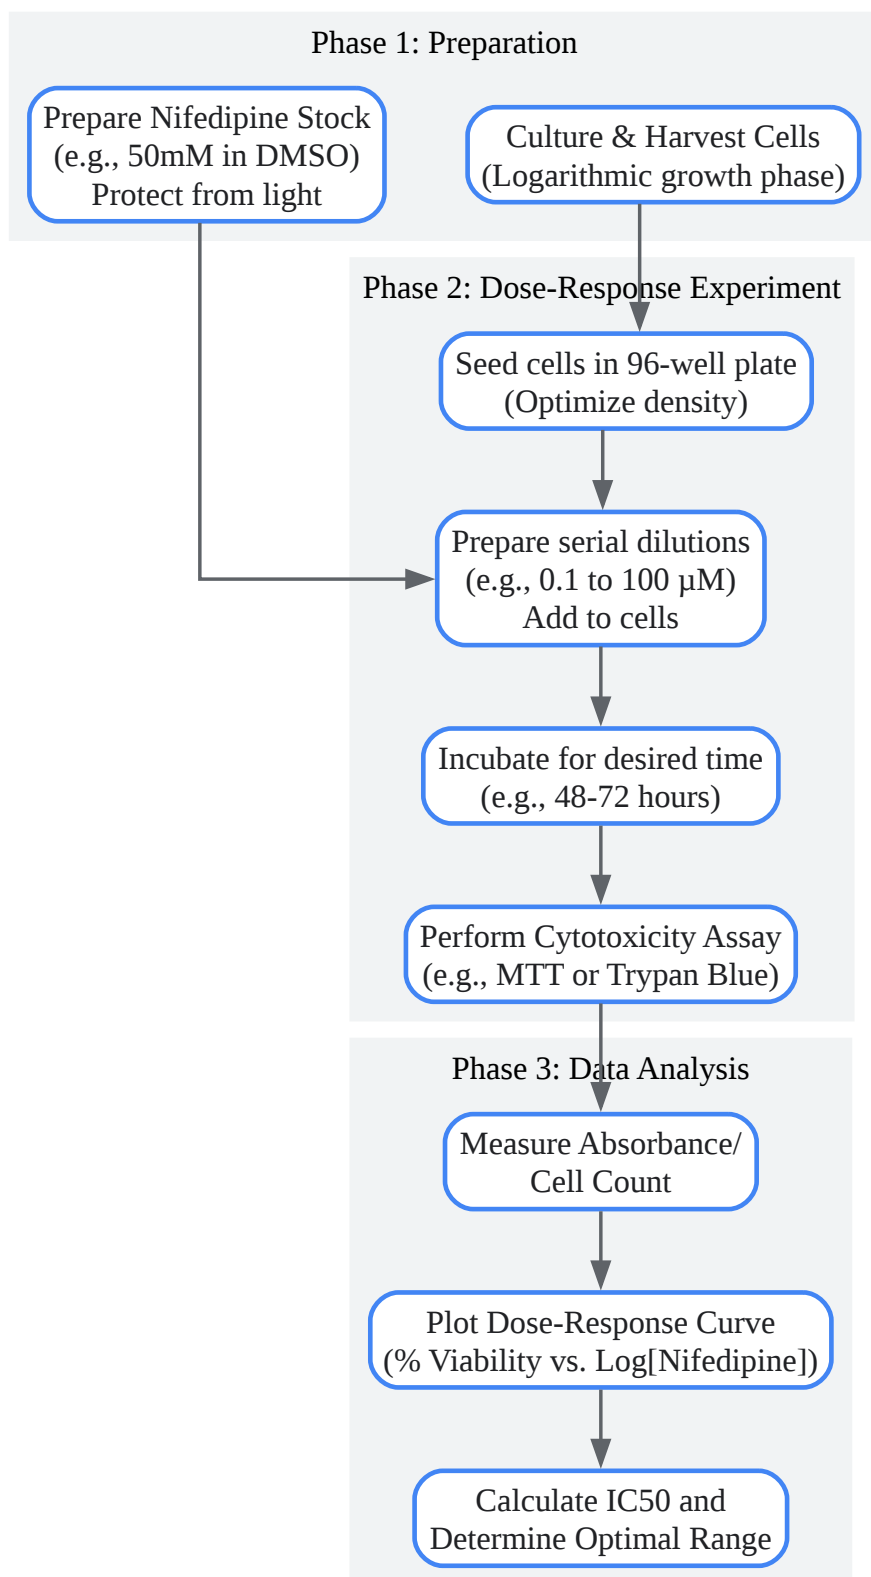 Phase 1: Preparation
Prepare Nifedipine Stock
(e.g., 50mM in DMSO)
Protect from light
Culture & Harvest Cells
(Logarithmic growth phase)
Phase 2: Dose-Response Experiment
Seed cells in 96-well plate
(Optimize density)
Prepare serial dilutions
(e.g., 0.1 to 100 µM)
Add to cells
Incubate for desired time
(e.g., 48-72 hours)
Perform Cytotoxicity Assay
(e.g., MTT or Trypan Blue)
Phase 3: Data Analysis
Measure Absorbance/
Cell Count
Plot Dose-Response Curve
(% Viability vs. Log[Nifedipine])
Calculate IC50 and
Determine Optimal Range